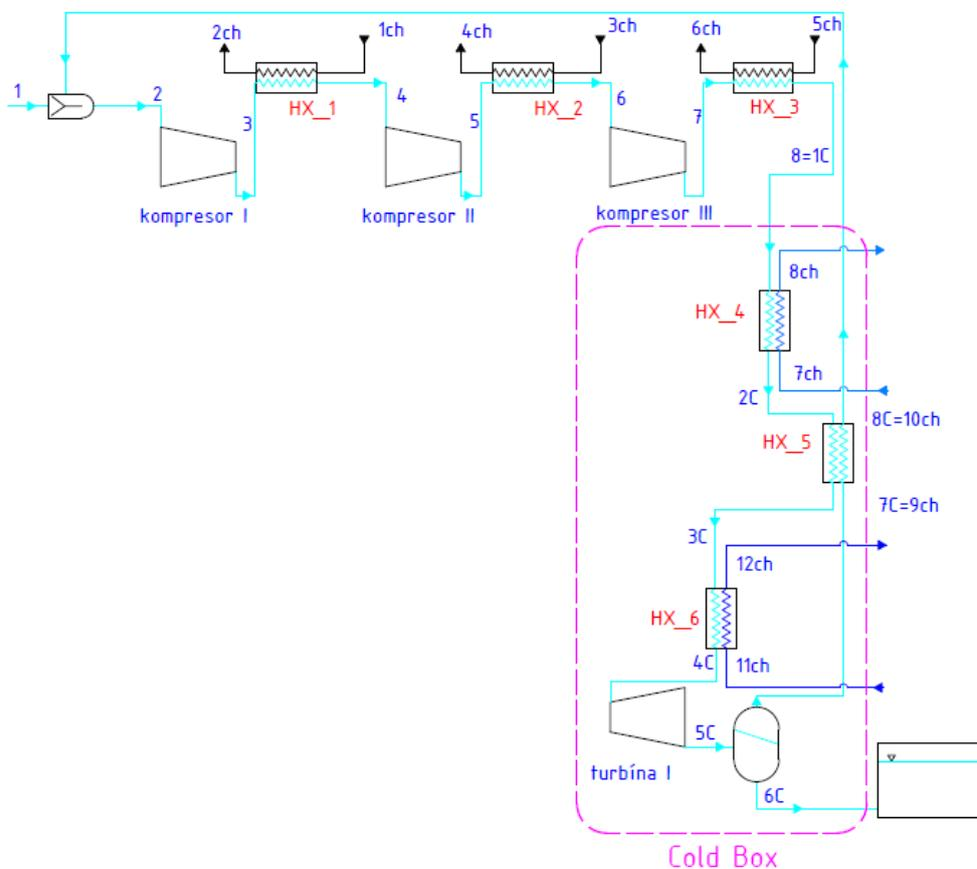 2ch
1ch
4ch
3ch
6ch
5ch
1
2
3
HX_1
4
5
HX_2
6
7
HX_3
8=1C
kompresor I
kompresor II
kompresor III
8ch
HX_4
7ch
2C
8C=10ch
HX_5
7C=9ch
3C
12ch
HX_6
4C
11ch
5C
turbína I
6C
Cold Box